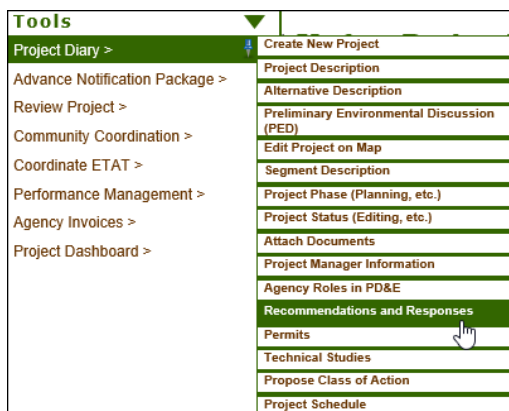 Tools
Project Diary >
Advance Notification Package >
Review Project >
Community Coordination >
Coordinate ETAT >
Performance Management >
Agency Invoices >
Project Dashboard >
Create New Project
Project Description
Alternative Description
Preliminary Environmental Discussion
(PED)
Edit Project on Map
Segment Description
Project Phase (Planning, etc.)
Project Status (Editing, etc.)
Attach Documents
Project Manager Information
Agency Roles in PD&E
Recommendations and Responses
Permits
Technical Studies
Propose Class of Action
Project Schedule